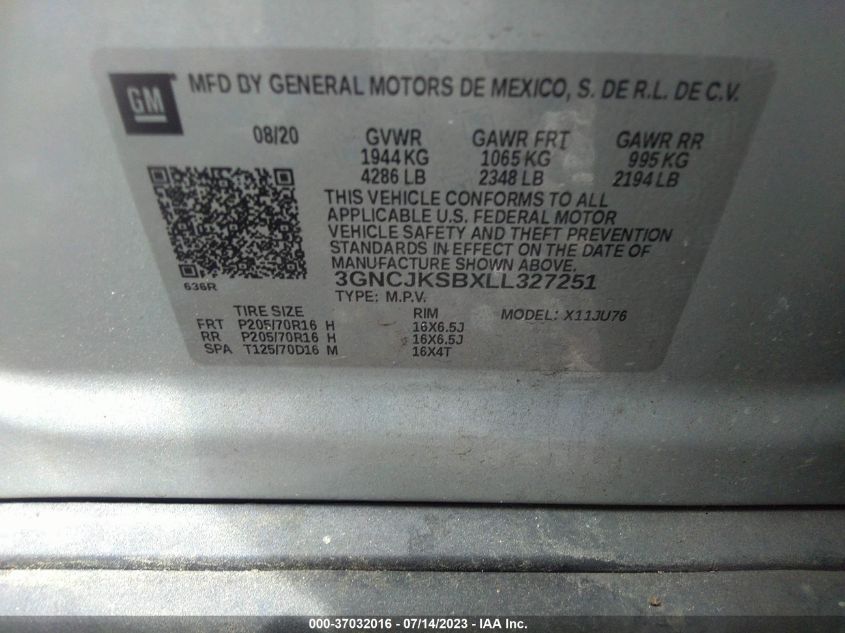 GM
MFD BY GENERAL MOTORS DE MEXICO, S. DE R.L. DE C.V.
08/20 GVWR GAWR FRT GAWR RR
1944 KG 1065 KG 995 KG
4286 LB 2348 LB 2194 LB
THIS VEHICLE CONFORMS TO ALL
APPLICABLE U.S. FEDERAL MOTOR
VEHICLE SAFETY AND THEFT PREVENTION
STANDARDS IN EFFECT ON THE DATE OF
MANUFACTURE SHOWN ABOVE.
636R 3GNCJKSBXLL327251
TYPE: M.P.V.
TIRE SIZE RIM MODEL: X11JU76
FRT P205/70R16 H 16X6.5J
RR P205/70R16 H 16X6.5J
SPA T125/70D16 M 16X4T
000-37032016 - 07/14/2023 - IAA Inc.